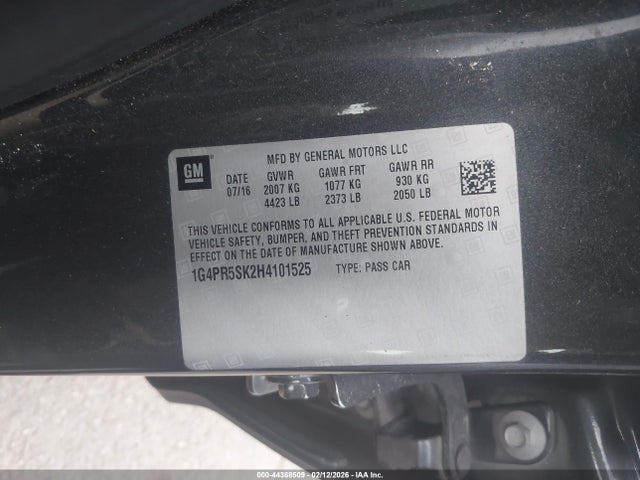 GM
MFD BY GENERAL MOTORS LLC
DATE GVWR GAWR FRT GAWR RR
07/16 2007 KG 1077 KG 930 KG
4423 LB 2373 LB 2050 LB
THIS VEHICLE CONFORMS TO ALL APPLICABLE U.S. FEDERAL MOTOR
VEHICLE SAFETY, BUMPER, AND THEFT PREVENTION STANDARDS IN
EFFECT ON THE DATE OF MANUFACTURE SHOWN ABOVE.
1G4PR5SK2H4101525 TYPE: PASS CAR
000-44368509 - 02/12/2026 - IAA Inc.